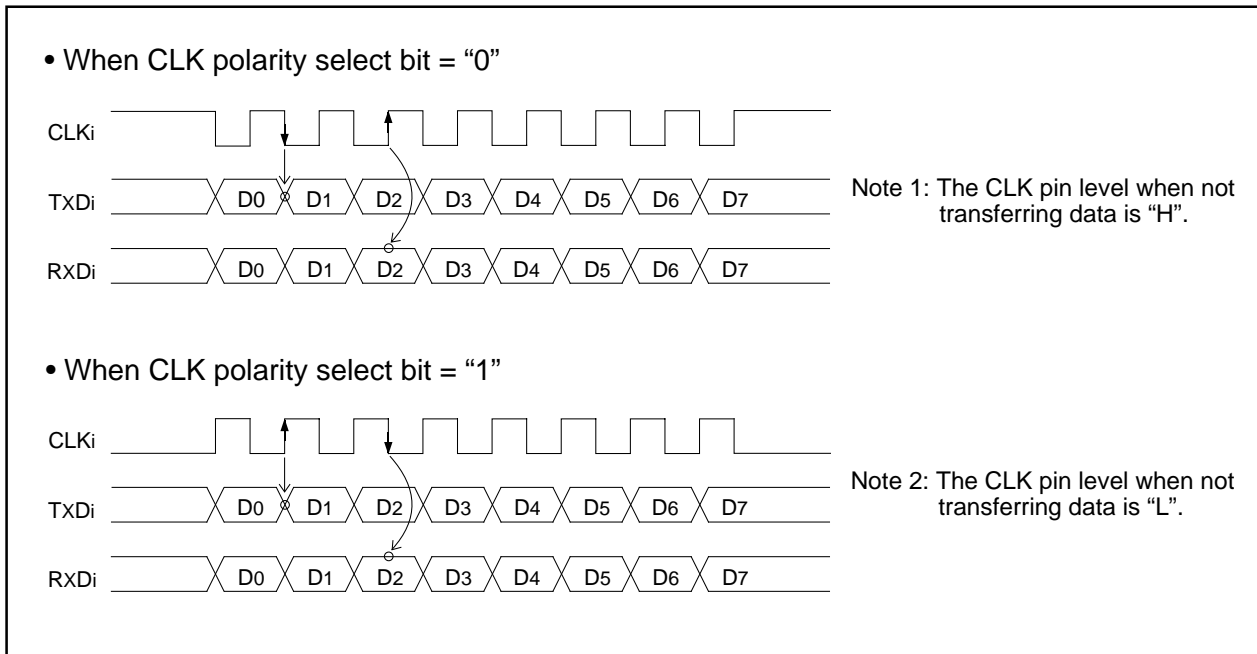 • When CLK polarity select bit = “0”
CLKi
TXDi
D0 D1 D2 D3 D4 D5 D6 D7
RXDi
D0 D1 D2 D3 D4 D5 D6 D7
Note 1: The CLK pin level when not
transferring data is “H”.
• When CLK polarity select bit = “1”
CLKi
TXDi
D0 D1 D2 D3 D4 D5 D6 D7
RXDi
D0 D1 D2 D3 D4 D5 D6 D7
Note 2: The CLK pin level when not
transferring data is “L”.